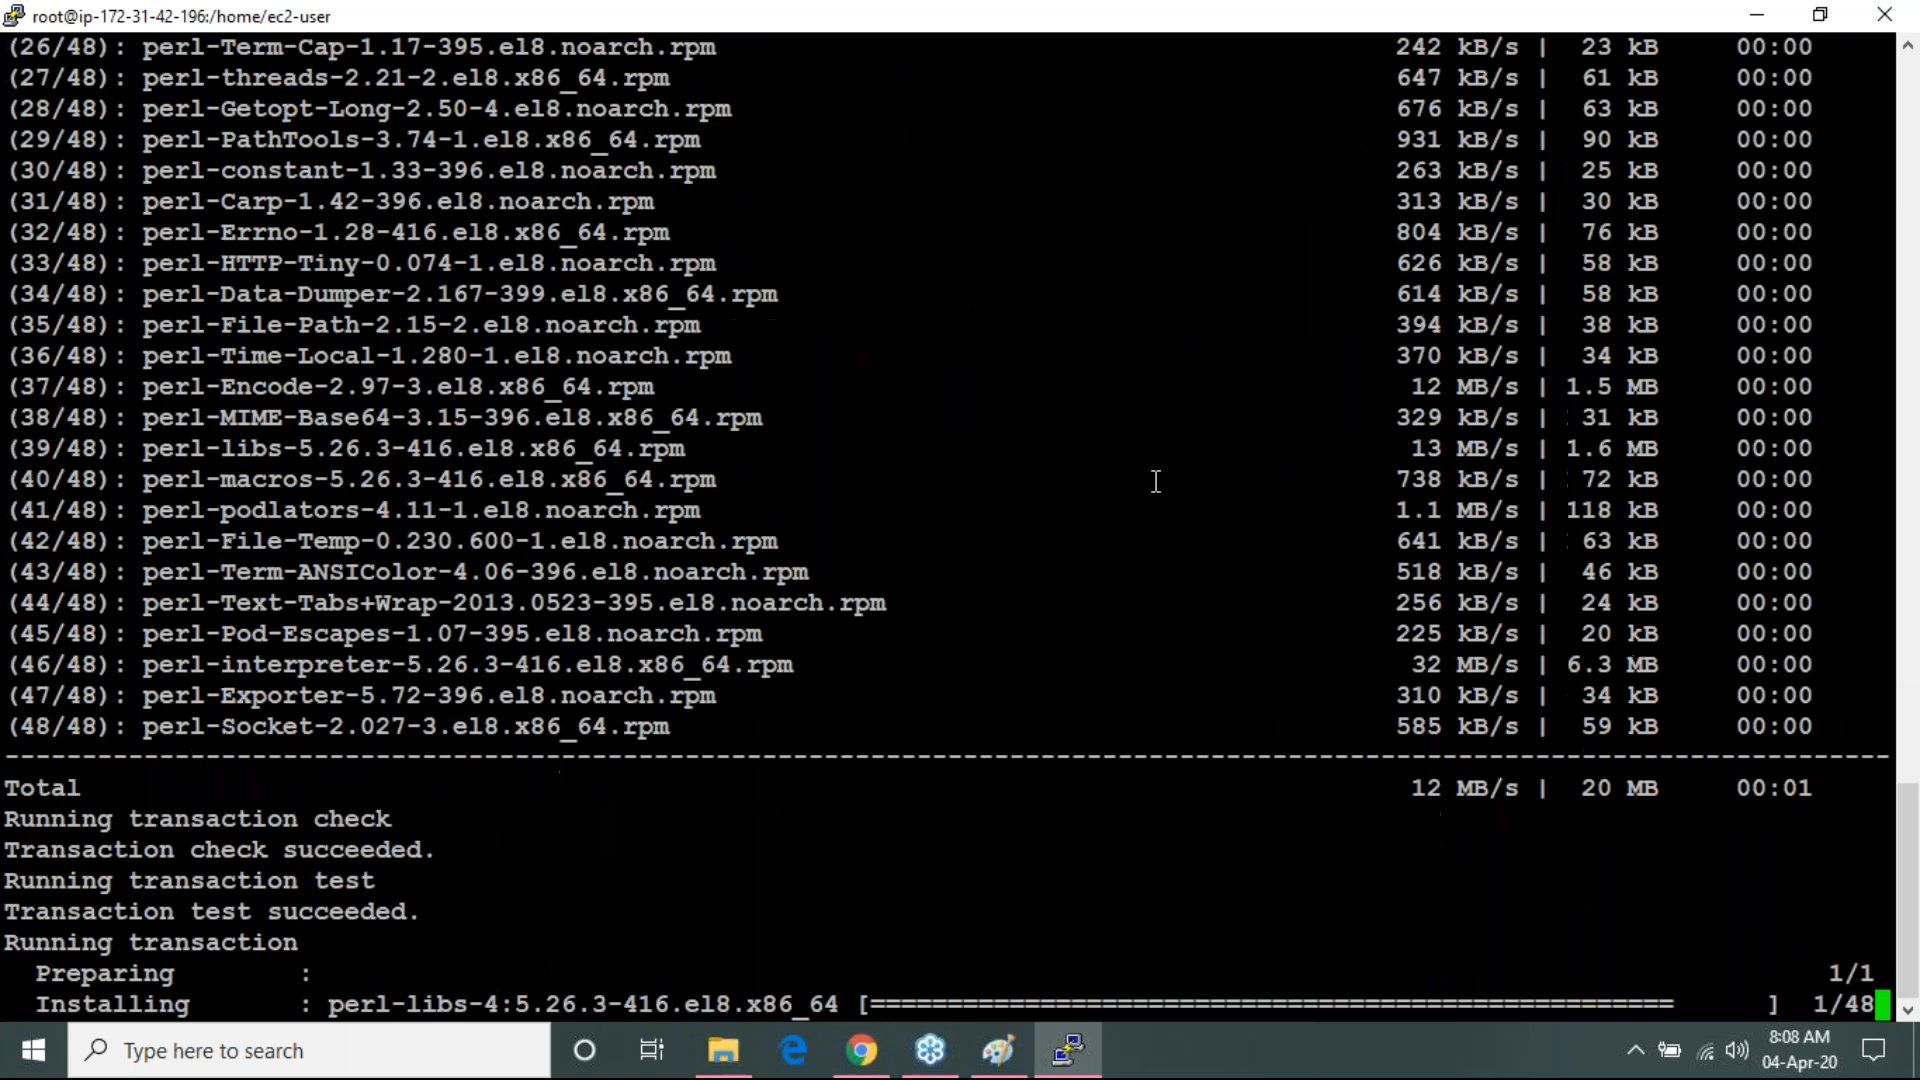 root@ip-172-31-42-196:/home/ec2-user
(26/48): perl-Term-Cap-1.17-395.el8.noarch.rpm 242 kB/s | 23 kB 00:00
(27/48): perl-threads-2.21-2.el8.x86_64.rpm 647 kB/s | 61 kB 00:00
(28/48): perl-Getopt-Long-2.50-4.el8.noarch.rpm 676 kB/s | 63 kB 00:00
(29/48): perl-PathTools-3.74-1.el8.x86_64.rpm 931 kB/s | 90 kB 00:00
(30/48): perl-constant-1.33-396.el8.noarch.rpm 263 kB/s | 25 kB 00:00
(31/48): perl-Carp-1.42-396.el8.noarch.rpm 313 kB/s | 30 kB 00:00
(32/48): perl-Errno-1.28-416.el8.x86_64.rpm 804 kB/s | 76 kB 00:00
(33/48): perl-HTTP-Tiny-0.074-1.el8.noarch.rpm 626 kB/s | 58 kB 00:00
(34/48): perl-Data-Dumper-2.167-399.el8.x86_64.rpm 614 kB/s | 58 kB 00:00
(35/48): perl-File-Path-2.15-2.el8.noarch.rpm 394 kB/s | 38 kB 00:00
(36/48): perl-Time-Local-1.280-1.el8.noarch.rpm 370 kB/s | 34 kB 00:00
(37/48): perl-Encode-2.97-3.el8.x86_64.rpm 12 MB/s | 1.5 MB 00:00
(38/48): perl-MIME-Base64-3.15-396.el8.x86_64.rpm 329 kB/s | 31 kB 00:00
(39/48): perl-libs-5.26.3-416.el8.x86_64.rpm 13 MB/s | 1.6 MB 00:00
(40/48): perl-macros-5.26.3-416.el8.x86_64.rpm 738 kB/s | 72 kB 00:00
(41/48): perl-podlators-4.11-1.el8.noarch.rpm 1.1 MB/s | 118 kB 00:00
(42/48): perl-File-Temp-0.230.600-1.el8.noarch.rpm 641 kB/s | 63 kB 00:00
(43/48): perl-Term-ANSIColor-4.06-396.el8.noarch.rpm 518 kB/s | 46 kB 00:00
(44/48): perl-Text-Tabs+Wrap-2013.0523-395.el8.noarch.rpm 256 kB/s | 24 kB 00:00
(45/48): perl-Pod-Escapes-1.07-395.el8.noarch.rpm 225 kB/s | 20 kB 00:00
(46/48): perl-interpreter-5.26.3-416.el8.x86_64.rpm 32 MB/s | 6.3 MB 00:00
(47/48): perl-Exporter-5.72-396.el8.noarch.rpm 310 kB/s | 34 kB 00:00
(48/48): perl-Socket-2.027-3.el8.x86_64.rpm 585 kB/s | 59 kB 00:00
--------------------------------------------------------------------------------------------------------------------------
Total 12 MB/s | 20 MB 00:01
Running transaction check
Transaction check succeeded.
Running transaction test
Transaction test succeeded.
Running transaction
Preparing : 1/1
Installing : perl-libs-4:5.26.3-416.el8.x86_64 [==================================================== ] 1/48
Type here to search
8:08 AM
04-Apr-20